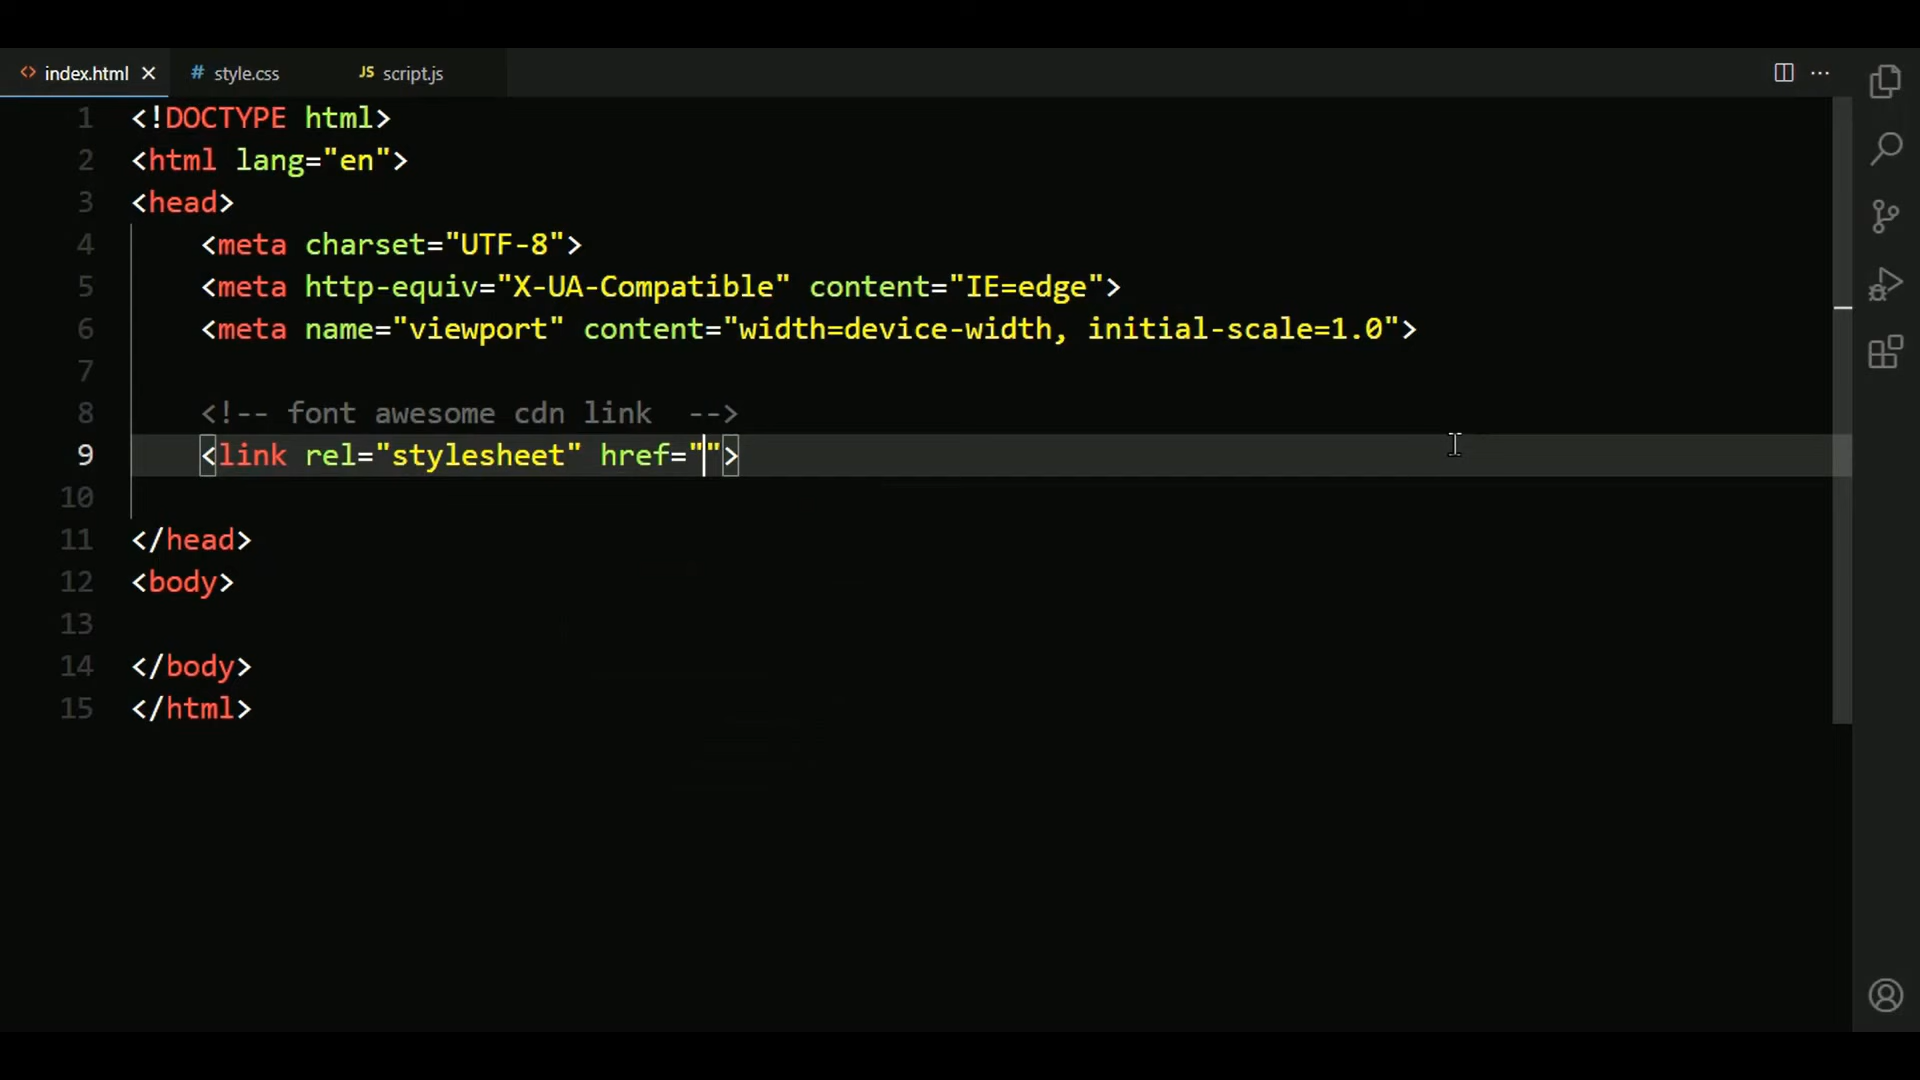 index.html style.css JS script.js
1 <!DOCTYPE html>
2 <html lang="en">
3 <head>
4     <meta charset="UTF-8">
5     <meta http-equiv="X-UA-Compatible" content="IE=edge">
6     <meta name="viewport" content="width=device-width, initial-scale=1.0">
7
8     <!-- font awesome cdn link  -->
9     <link rel="stylesheet" href="">
10
11 </head>
12 <body>
13
14 </body>
15 </html>